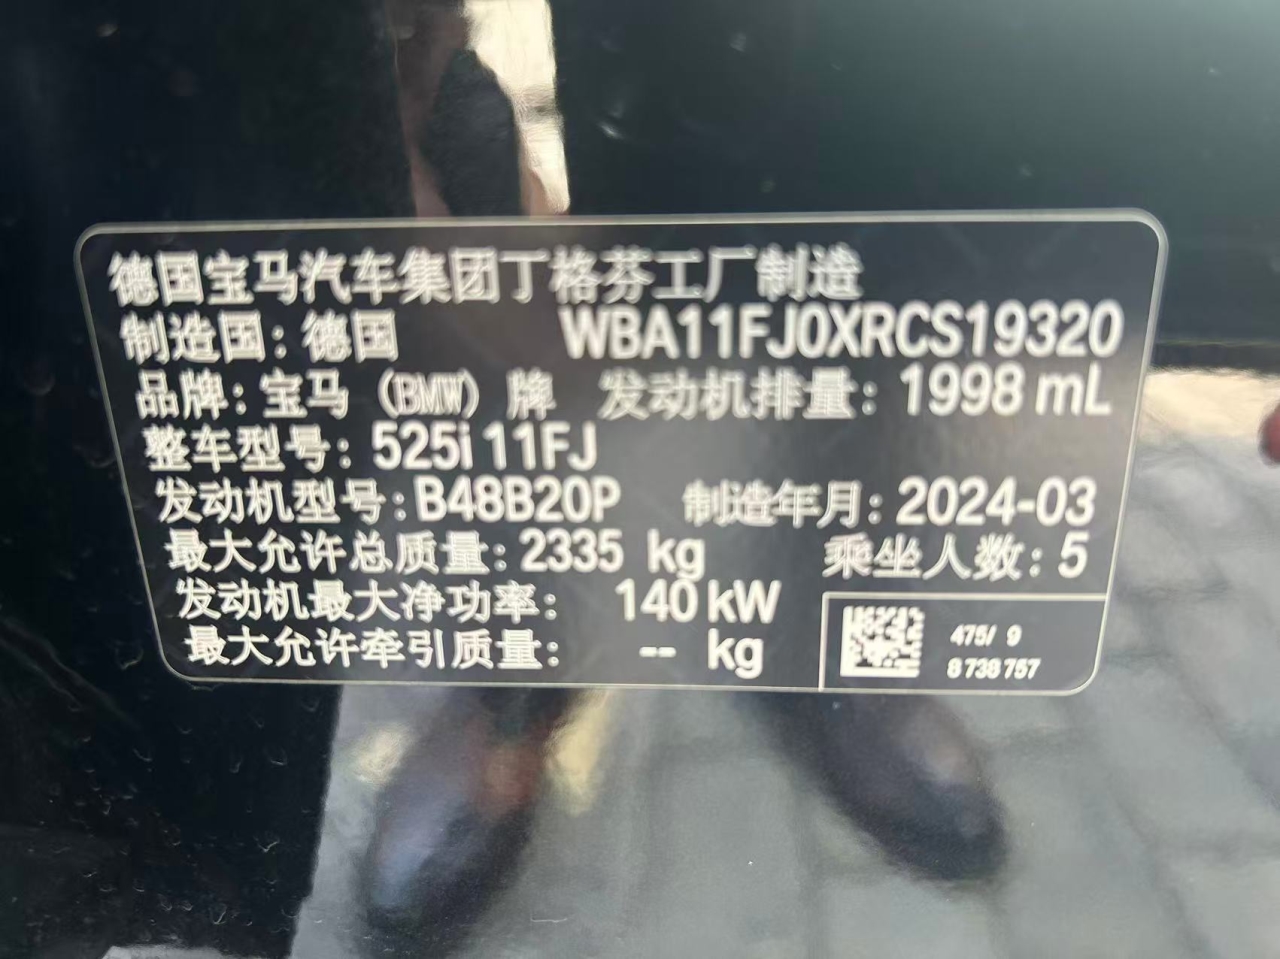 德国宝马汽车集团丁格芬工厂制造
制造国：德国 WBA11FJ0XRCS19320
品牌：宝马（BMW）牌 发动机排量：1998 mL
整车型号：525i 11FJ
发动机型号：B48B20P 制造年月：2024-03
最大允许总质量：2335 kg 乘坐人数：5
发动机最大净功率： 140 kW
最大允许牵引质量： -- kg
475/ 9
8 738 757